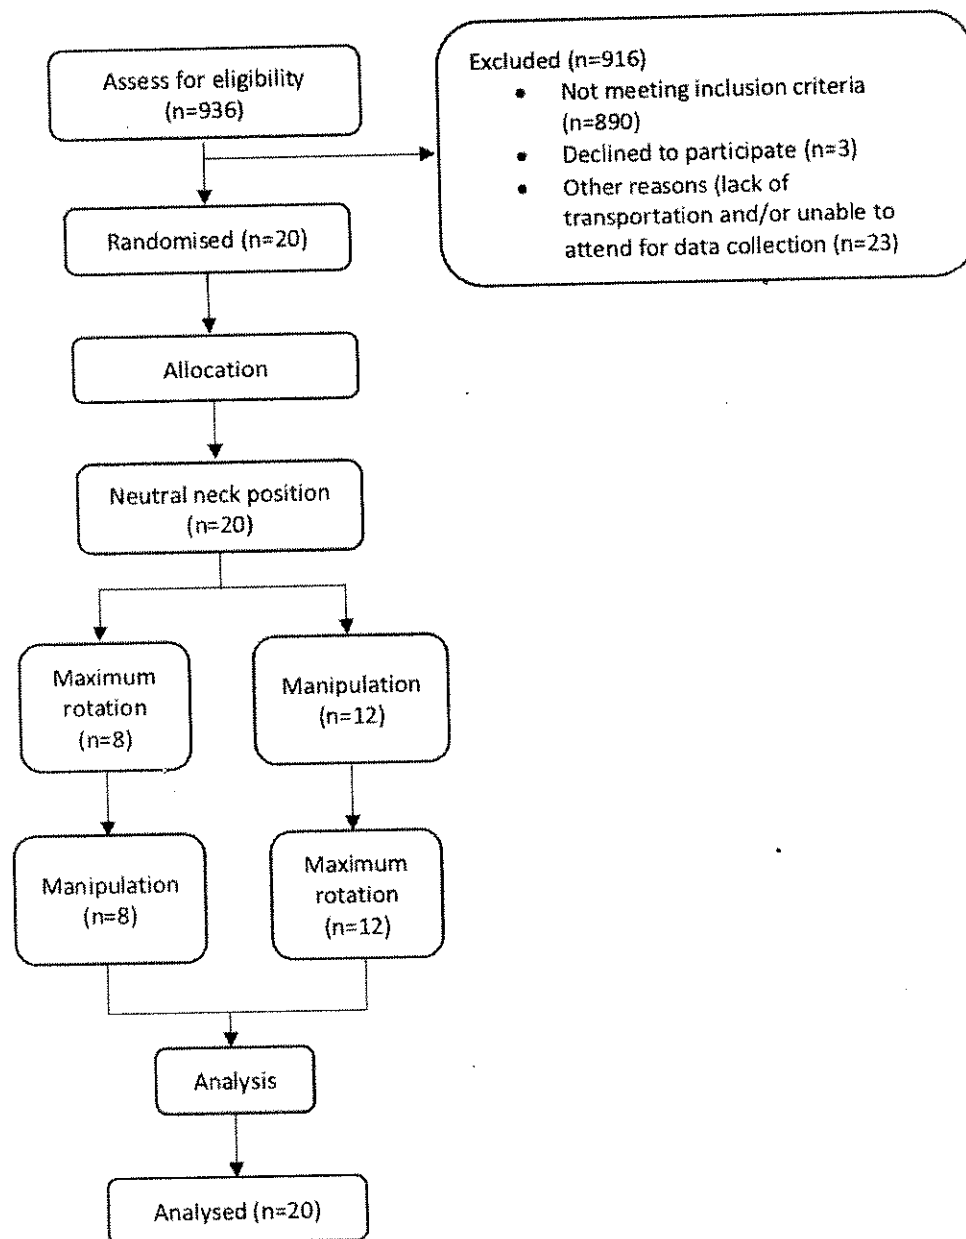 Assess for eligibility
(n=936)
Excluded (n=916)
• Not meeting inclusion criteria
(n=890)
• Declined to participate (n=3)
• Other reasons (lack of
transportation and/or unable to
attend for data collection (n=23)
Randomised (n=20)
Allocation
Neutral neck position
(n=20)
Maximum
rotation
(n=8)
Manipulation
(n=12)
Manipulation
(n=8)
Maximum
rotation
(n=12)
Analysis
Analysed (n=20)